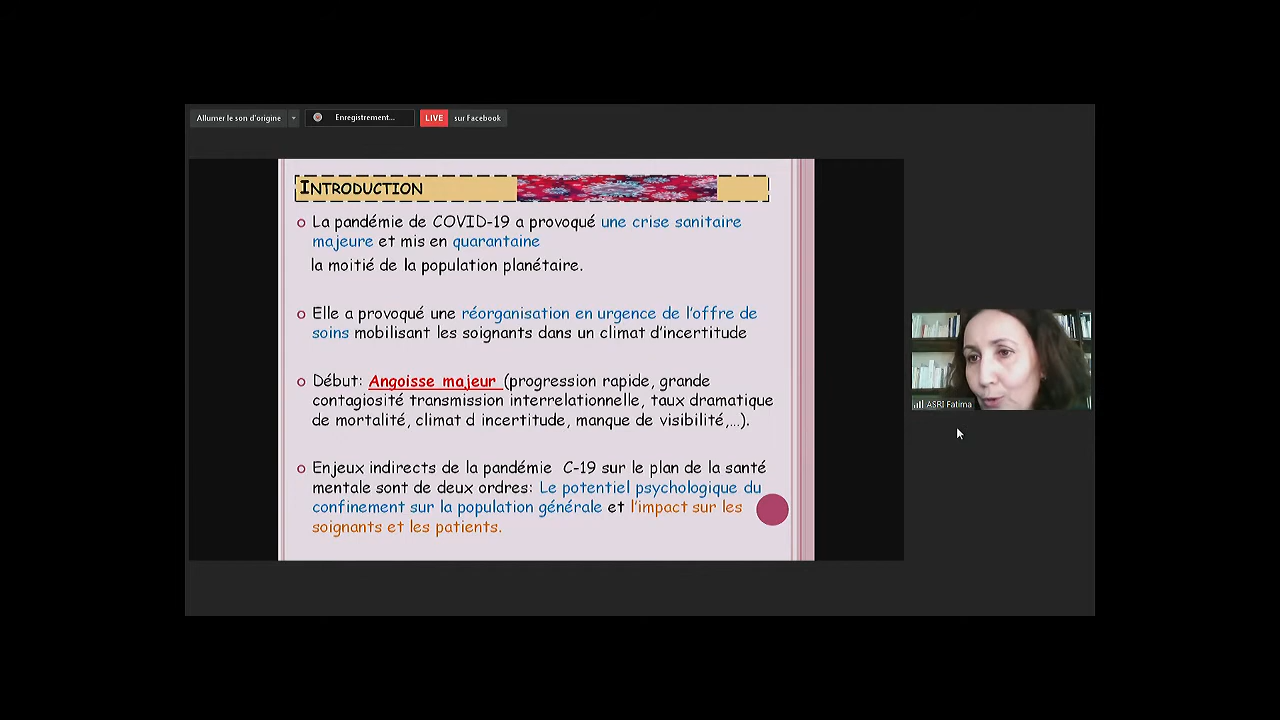 Allumer le son d'origine
Enregistrement...
LIVE sur Facebook
INTRODUCTION
La pandémie de COVID-19 a provoqué une crise sanitaire
majeure et mis en quarantaine
la moitié de la population planétaire.
Elle a provoqué une réorganisation en urgence de l'offre de
soins mobilisant les soignants dans un climat d'incertitude
Début: Angoisse majeur (progression rapide, grande
contagiosité transmission interrelationnelle, taux dramatique
de mortalité, climat d incertitude, manque de visibilité,...).
Enjeux indirects de la pandémie C-19 sur le plan de la santé
mentale sont de deux ordres: Le potentiel psychologique du
confinement sur la population générale et l'impact sur les
soignants et les patients.
ASRI Fatima